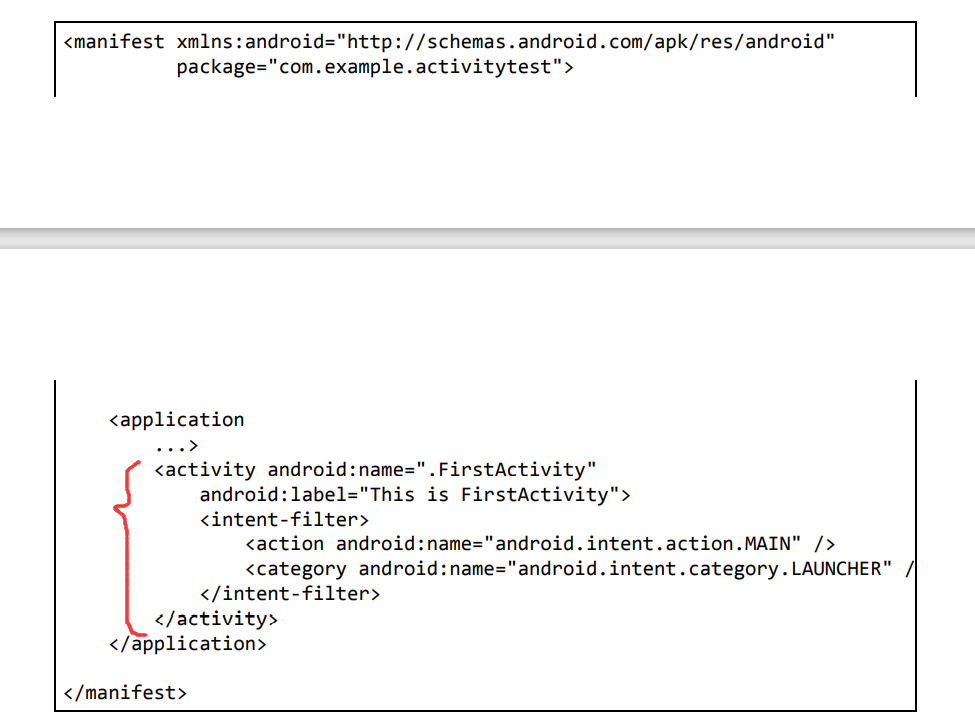 <manifest xmlns:android="http://schemas.android.com/apk/res/android"
package="com.example.activitytest">
<application
...>
<activity android:name=".FirstActivity"
android:label="This is FirstActivity">
<intent-filter>
<action android:name="android.intent.action.MAIN" />
<category android:name="android.intent.category.LAUNCHER" /
</intent-filter>
</activity>
</application>
</manifest>